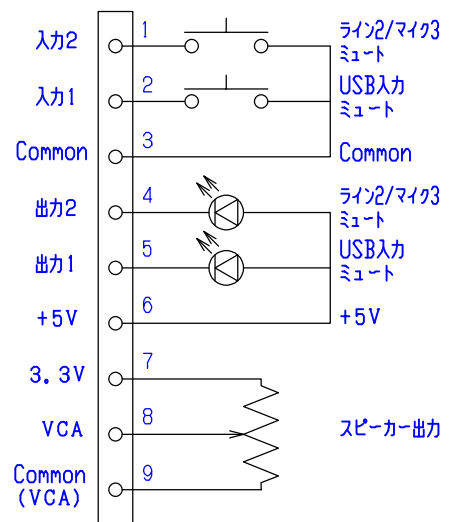 入力2
1
ライン2/マイク3
ミュート
入力1
2
USB入力
ミュート
Common
3
Common
出力2
4
ライン2/マイク3
ミュート
出力1
5
USB入力
ミュート
+5V
6
+5V
3.3V
7
VCA
8
スピーカー出力
Common
(VCA)
9